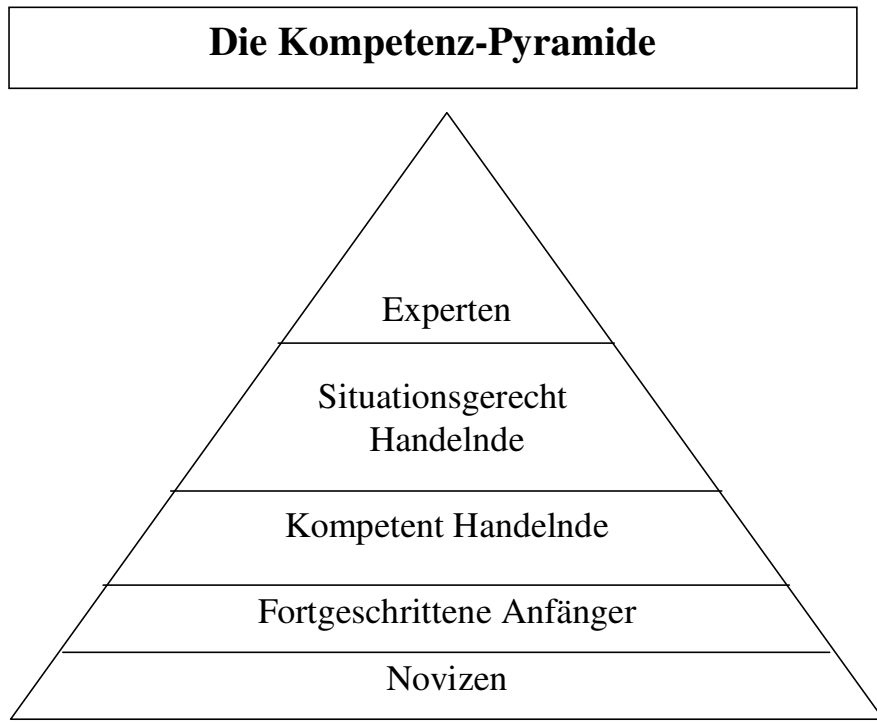 Die Kompetenz-Pyramide
Experten
Situationsgerecht
Handelnde
Kompetent Handelnde
Fortgeschrittene Anfänger
Novizen